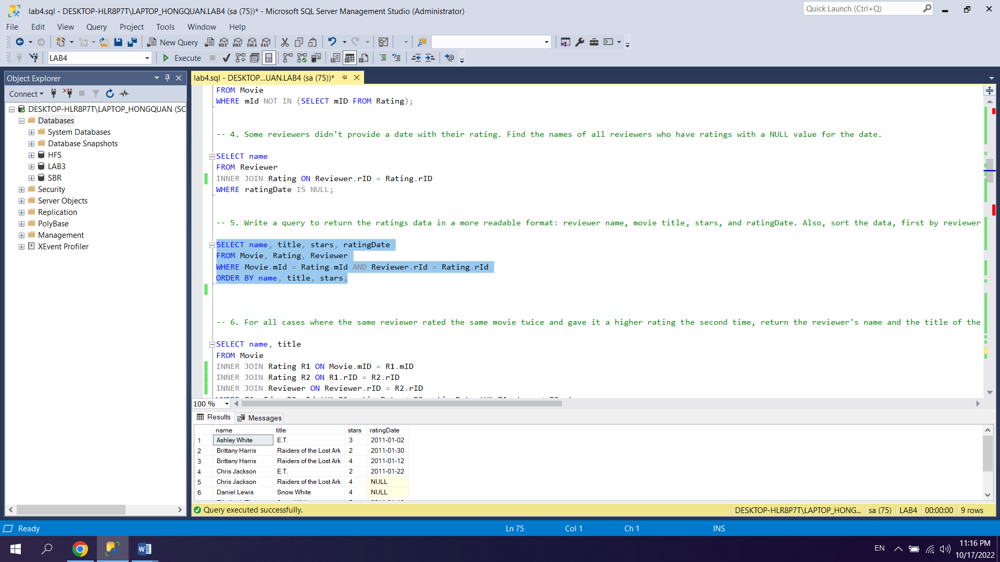 lab4.sql - DESKTOP-HLR8P7T\LAPTOP_HONGQUAN.LAB4 (sa (75))* - Microsoft SQL Server Management Studio (Administrator)
Quick Launch (Ctrl+Q)
File Edit View Query Project Tools Window Help
New Query MDX DMX XMLA DAX
LAB4 Execute
Object Explorer
Connect
DESKTOP-HLR8P7T\LAPTOP_HONGQUAN (SC
Databases
System Databases
Database Snapshots
HFS
LAB3
SBR
Security
Server Objects
Replication
PolyBase
Management
XEvent Profiler
lab4.sql - DESKTOP...UAN.LAB4 (sa (75))*
FROM Movie
WHERE mId NOT IN (SELECT mID FROM Rating);
-- 4. Some reviewers didn't provide a date with their rating. Find the names of all reviewers who have ratings with a NULL value for the date.
SELECT name
FROM Reviewer
INNER JOIN Rating ON Reviewer.rID = Rating.rID
WHERE ratingDate IS NULL;
-- 5. Write a query to return the ratings data in a more readable format: reviewer name, movie title, stars, and ratingDate. Also, sort the data, first by reviewer
SELECT name, title, stars, ratingDate
FROM Movie, Rating, Reviewer
WHERE Movie.mId = Rating.mId AND Reviewer.rId = Rating.rId
ORDER BY name, title, stars;
-- 6. For all cases where the same reviewer rated the same movie twice and gave it a higher rating the second time, return the reviewer's name and the title of the
SELECT name, title
FROM Movie
INNER JOIN Rating R1 ON Movie.mID = R1.mID
INNER JOIN Rating R2 ON R1.rID = R2.rID
INNER JOIN Reviewer ON Reviewer.rID = R2.rID
100 %
Results Messages
name title stars ratingDate
1 Ashley White E.T. 3 2011-01-02
2 Brittany Harris Raiders of the Lost Ark 2 2011-01-30
3 Brittany Harris Raiders of the Lost Ark 4 2011-01-12
4 Chris Jackson E.T. 2 2011-01-22
5 Chris Jackson Raiders of the Lost Ark 4 NULL
6 Daniel Lewis Snow White 4 NULL
Query executed successfully. DESKTOP-HLR8P7T\LAPTOP_HONG... sa (75) LAB4 00:00:00 9 rows
Ready Ln 75 Col 1 Ch 1 INS
EN
11:16 PM
10/17/2022